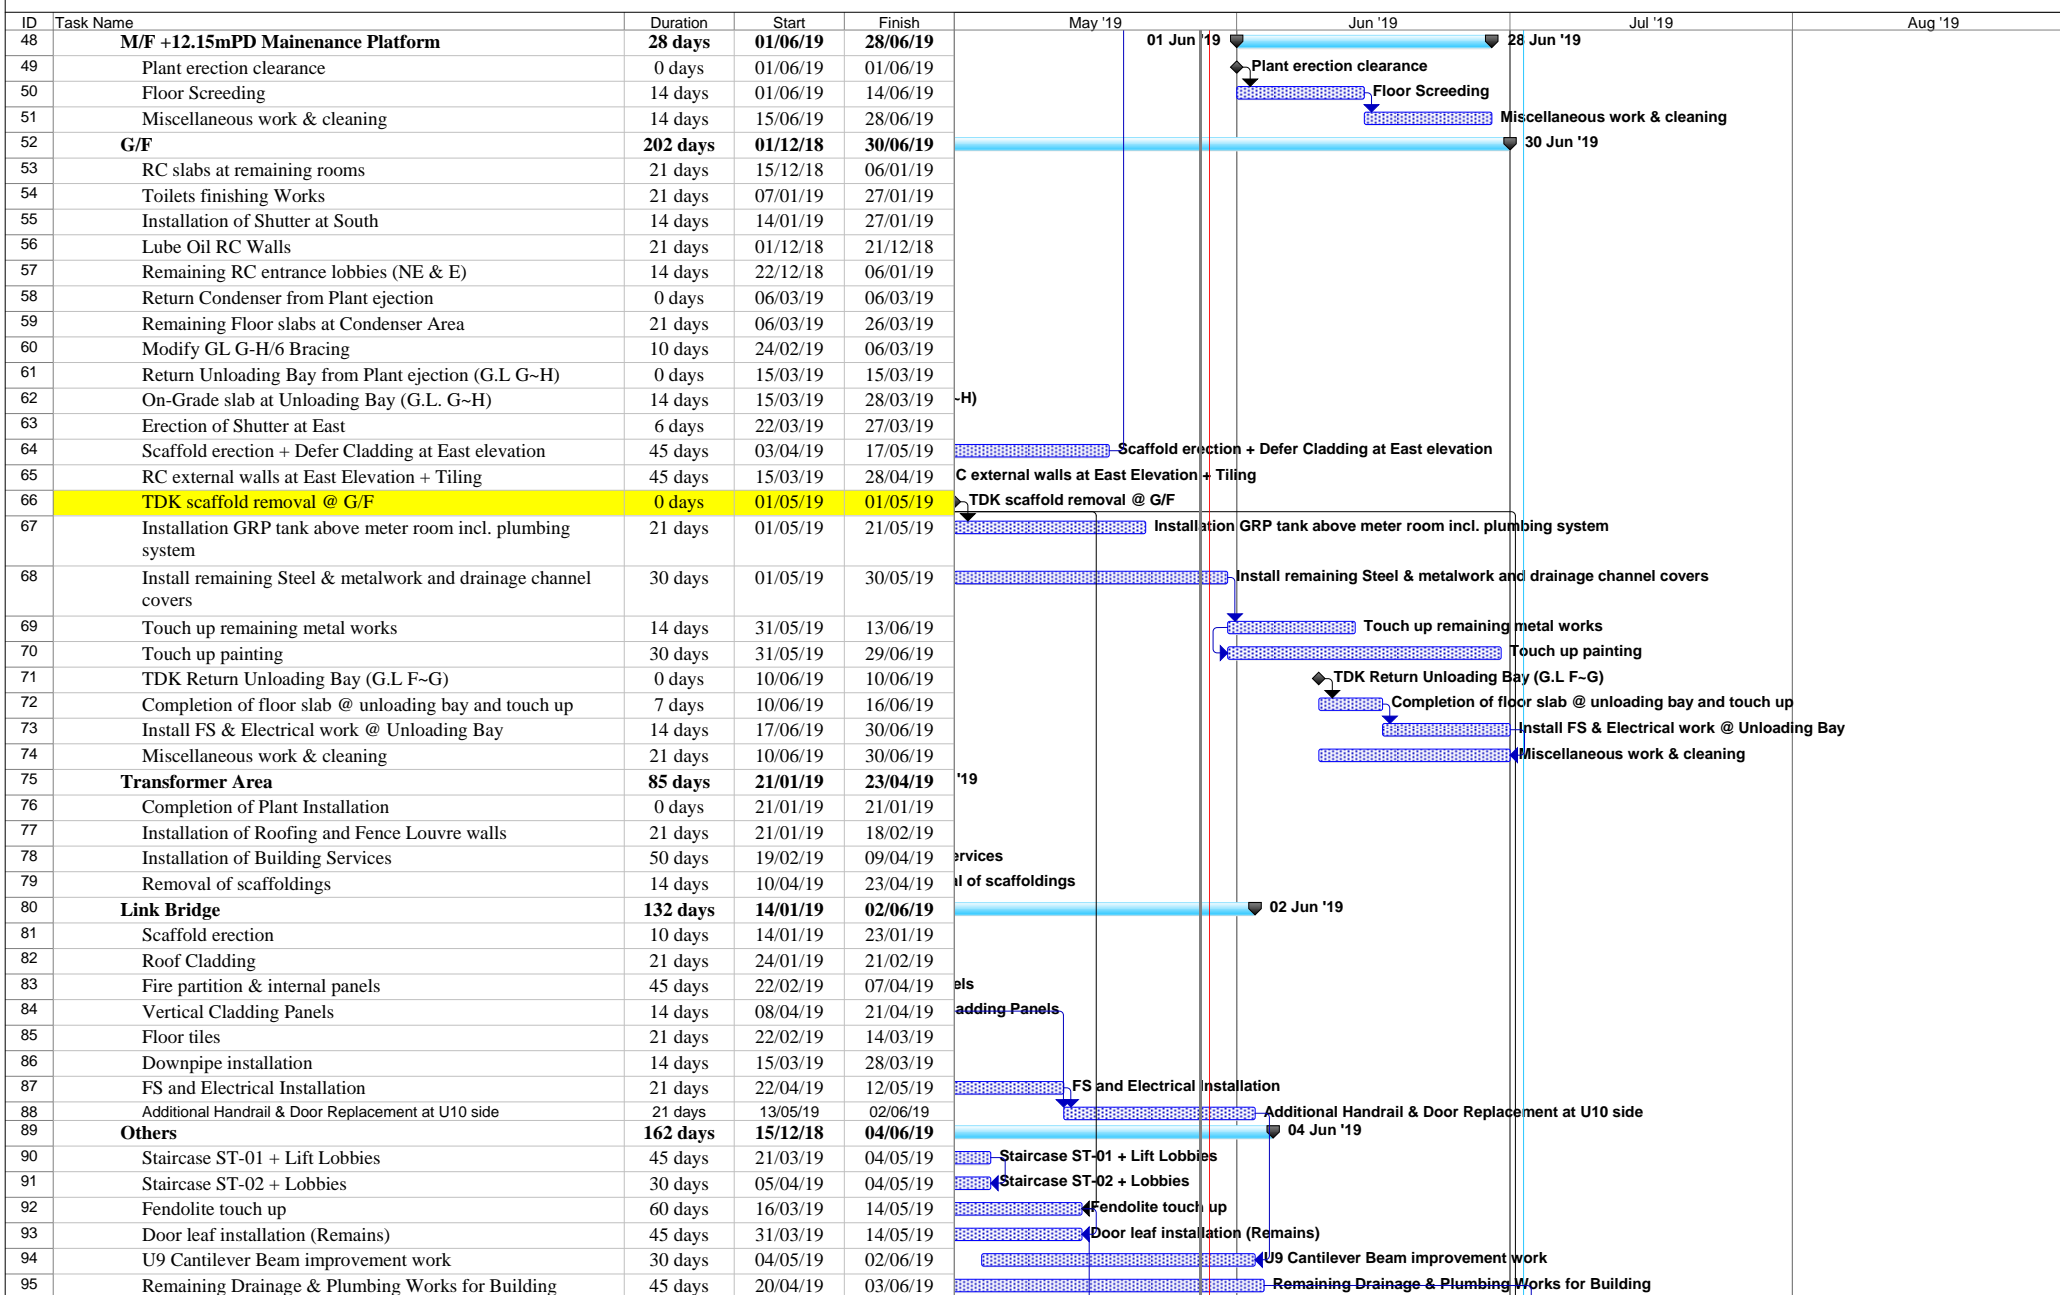 ID Task Name Duration Start Finish May '19 Jun '19 Jul '19 Aug '19
48 M/F +12.15mPD Mainenance Platform 28 days 01/06/19 28/06/19 01 Jun '19 28 Jun '19
49 Plant erection clearance 0 days 01/06/19 01/06/19 Plant erection clearance
50 Floor Screeding 14 days 01/06/19 14/06/19 Floor Screeding
51 Miscellaneous work & cleaning 14 days 15/06/19 28/06/19 Miscellaneous work & cleaning
52 G/F 202 days 01/12/18 30/06/19 30 Jun '19
53 RC slabs at remaining rooms 21 days 15/12/18 06/01/19
54 Toilets finishing Works 21 days 07/01/19 27/01/19
55 Installation of Shutter at South 14 days 14/01/19 27/01/19
56 Lube Oil RC Walls 21 days 01/12/18 21/12/18
57 Remaining RC entrance lobbies (NE & E) 14 days 22/12/18 06/01/19
58 Return Condenser from Plant ejection 0 days 06/03/19 06/03/19
59 Remaining Floor slabs at Condenser Area 21 days 06/03/19 26/03/19
60 Modify GL G-H/6 Bracing 10 days 24/02/19 06/03/19
61 Return Unloading Bay from Plant ejection (G.L G~H) 0 days 15/03/19 15/03/19
62 On-Grade slab at Unloading Bay (G.L. G~H) 14 days 15/03/19 28/03/19 ~H)
63 Erection of Shutter at East 6 days 22/03/19 27/03/19
64 Scaffold erection + Defer Cladding at East elevation 45 days 03/04/19 17/05/19 Scaffold erection + Defer Cladding at East elevation
65 RC external walls at East Elevation + Tiling 45 days 15/03/19 28/04/19 C external walls at East Elevation + Tiling
66 TDK scaffold removal @ G/F 0 days 01/05/19 01/05/19 TDK scaffold removal @ G/F
67 Installation GRP tank above meter room incl. plumbing 21 days 01/05/19 21/05/19 Installation GRP tank above meter room incl. plumbing system
system
68 Install remaining Steel & metalwork and drainage channel 30 days 01/05/19 30/05/19 Install remaining Steel & metalwork and drainage channel covers
covers
69 Touch up remaining metal works 14 days 31/05/19 13/06/19 Touch up remaining metal works
70 Touch up painting 30 days 31/05/19 29/06/19 Touch up painting
71 TDK Return Unloading Bay (G.L F~G) 0 days 10/06/19 10/06/19 TDK Return Unloading Bay (G.L F~G)
72 Completion of floor slab @ unloading bay and touch up 7 days 10/06/19 16/06/19 Completion of floor slab @ unloading bay and touch up
73 Install FS & Electrical work @ Unloading Bay 14 days 17/06/19 30/06/19 Install FS & Electrical work @ Unloading Bay
74 Miscellaneous work & cleaning 21 days 10/06/19 30/06/19 Miscellaneous work & cleaning
75 Transformer Area 85 days 21/01/19 23/04/19 '19
76 Completion of Plant Installation 0 days 21/01/19 21/01/19
77 Installation of Roofing and Fence Louvre walls 21 days 21/01/19 18/02/19
78 Installation of Building Services 50 days 19/02/19 09/04/19 ervices
79 Removal of scaffoldings 14 days 10/04/19 23/04/19 al of scaffoldings
80 Link Bridge 132 days 14/01/19 02/06/19 02 Jun '19
81 Scaffold erection 10 days 14/01/19 23/01/19
82 Roof Cladding 21 days 24/01/19 21/02/19
83 Fire partition & internal panels 45 days 22/02/19 07/04/19 els
84 Vertical Cladding Panels 14 days 08/04/19 21/04/19 adding Panels
85 Floor tiles 21 days 22/02/19 14/03/19
86 Downpipe installation 14 days 15/03/19 28/03/19
87 FS and Electrical Installation 21 days 22/04/19 12/05/19 FS and Electrical Installation
88 Additional Handrail & Door Replacement at U10 side 21 days 13/05/19 02/06/19 Additional Handrail & Door Replacement at U10 side
89 Others 162 days 15/12/18 04/06/19 04 Jun '19
90 Staircase ST-01 + Lift Lobbies 45 days 21/03/19 04/05/19 Staircase ST-01 + Lift Lobbies
91 Staircase ST-02 + Lobbies 30 days 05/04/19 04/05/19 Staircase ST-02 + Lobbies
92 Fendolite touch up 60 days 16/03/19 14/05/19 Fendolite touch up
93 Door leaf installation (Remains) 45 days 31/03/19 14/05/19 Door leaf installation (Remains)
94 U9 Cantilever Beam improvement work 30 days 04/05/19 02/06/19 U9 Cantilever Beam improvement work
95 Remaining Drainage & Plumbing Works for Building 45 days 20/04/19 03/06/19 Remaining Drainage & Plumbing Works for Building